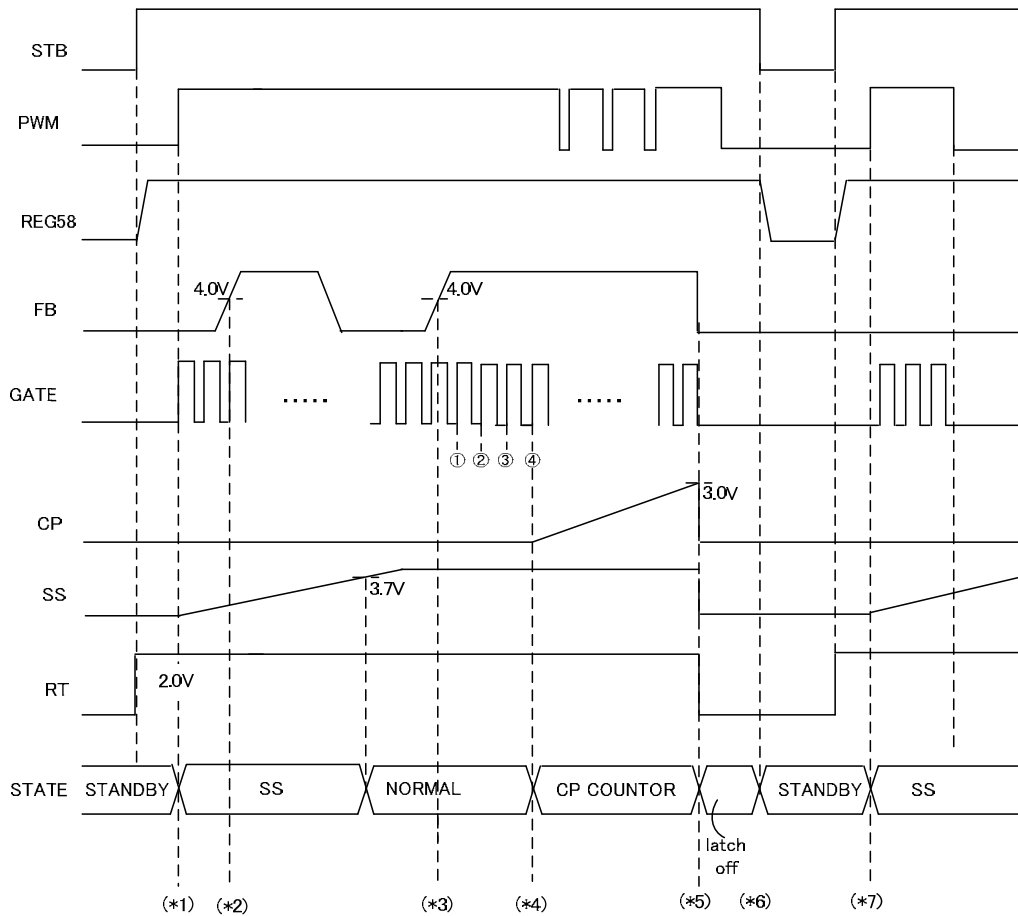 STB
PWM
REG58
4.0V
4.0V
FB
GATE
.....
.....
① ② ③ ④
3.0V
CP
3.7V
SS
2.0V
RT
STATE STANDBY SS NORMAL CP COUNTOR STANDBY SS
latch
off
(*1) (*2) (*3) (*4) (*5) (*6) (*7)